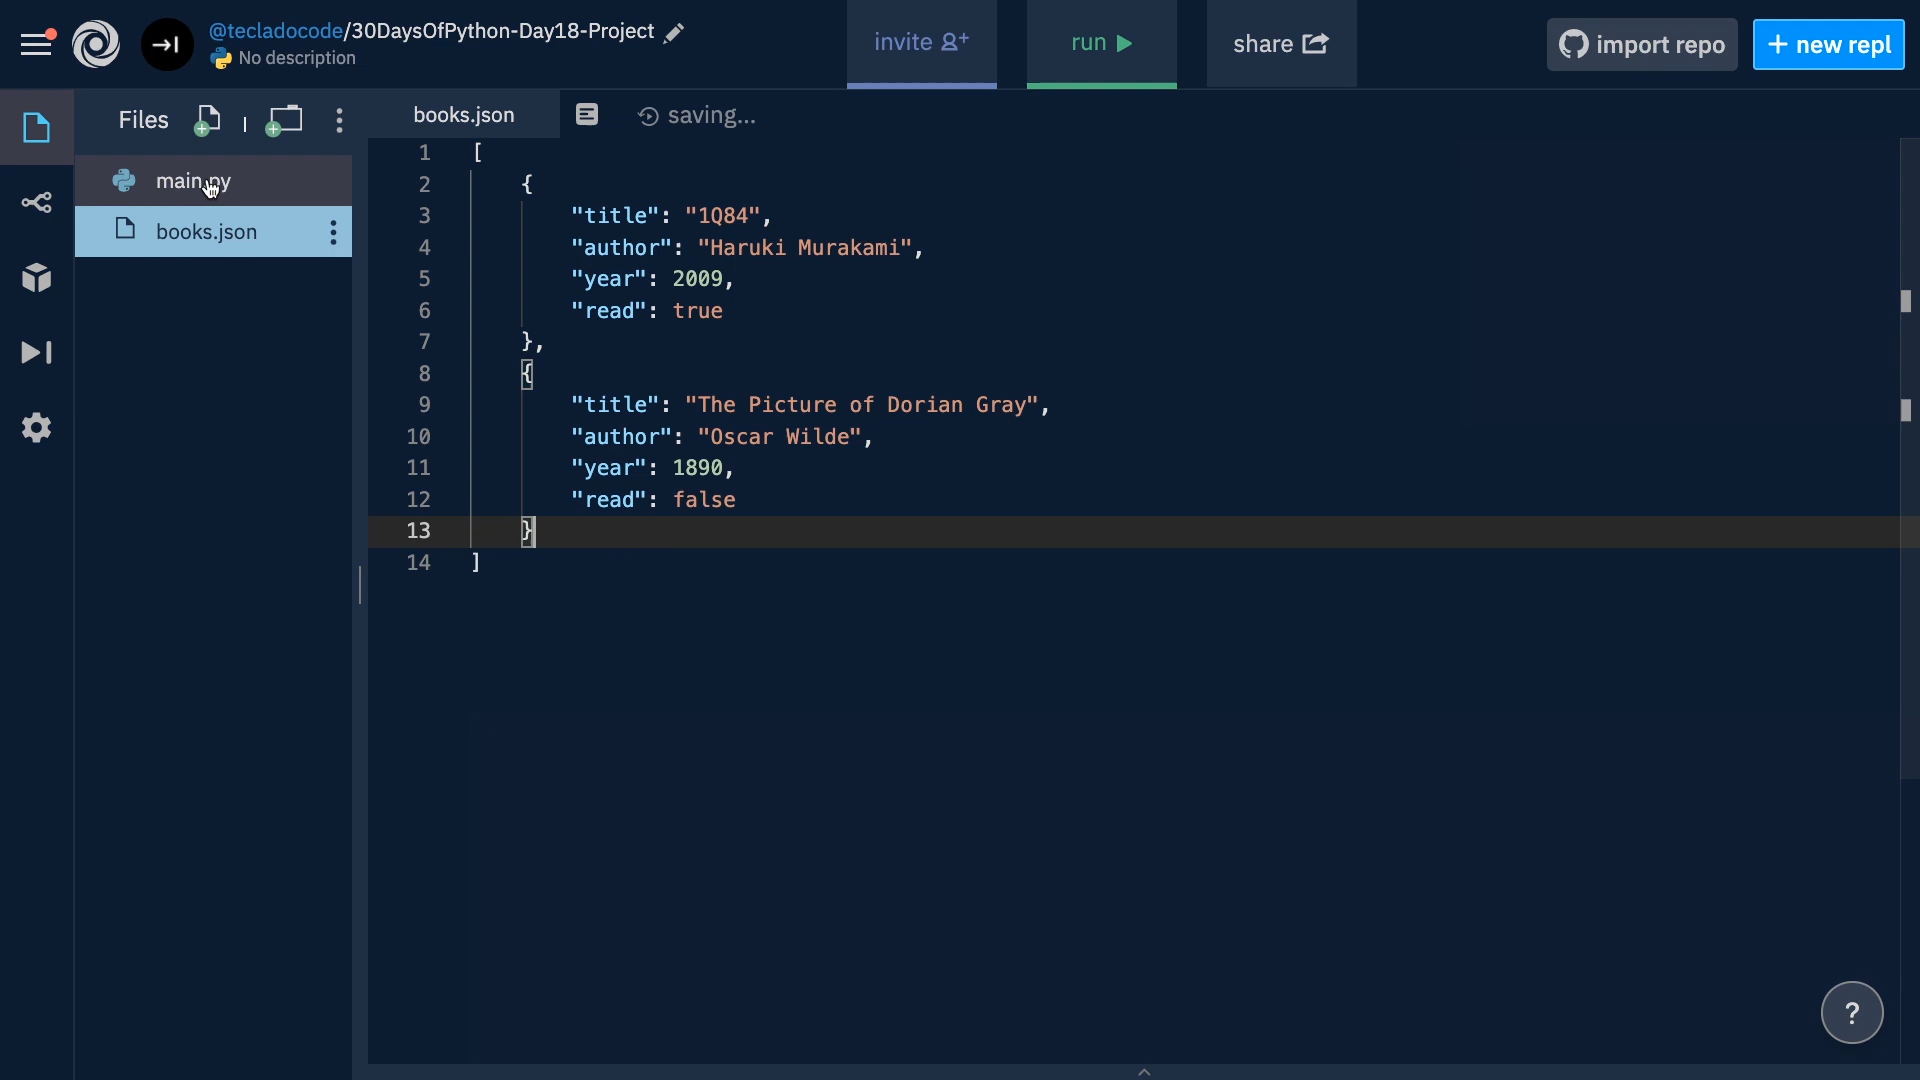 @tecladocode/30DaysOfPython-Day18-Project
No description
invite
run
share
import repo
+ new repl
Files
main.py
books.json
books.json
saving...
1 [
2 {
3 "title": "1Q84",
4 "author": "Haruki Murakami",
5 "year": 2009,
6 "read": true
7 },
8 {
9 "title": "The Picture of Dorian Gray",
10 "author": "Oscar Wilde",
11 "year": 1890,
12 "read": false
13 }
14 ]
?